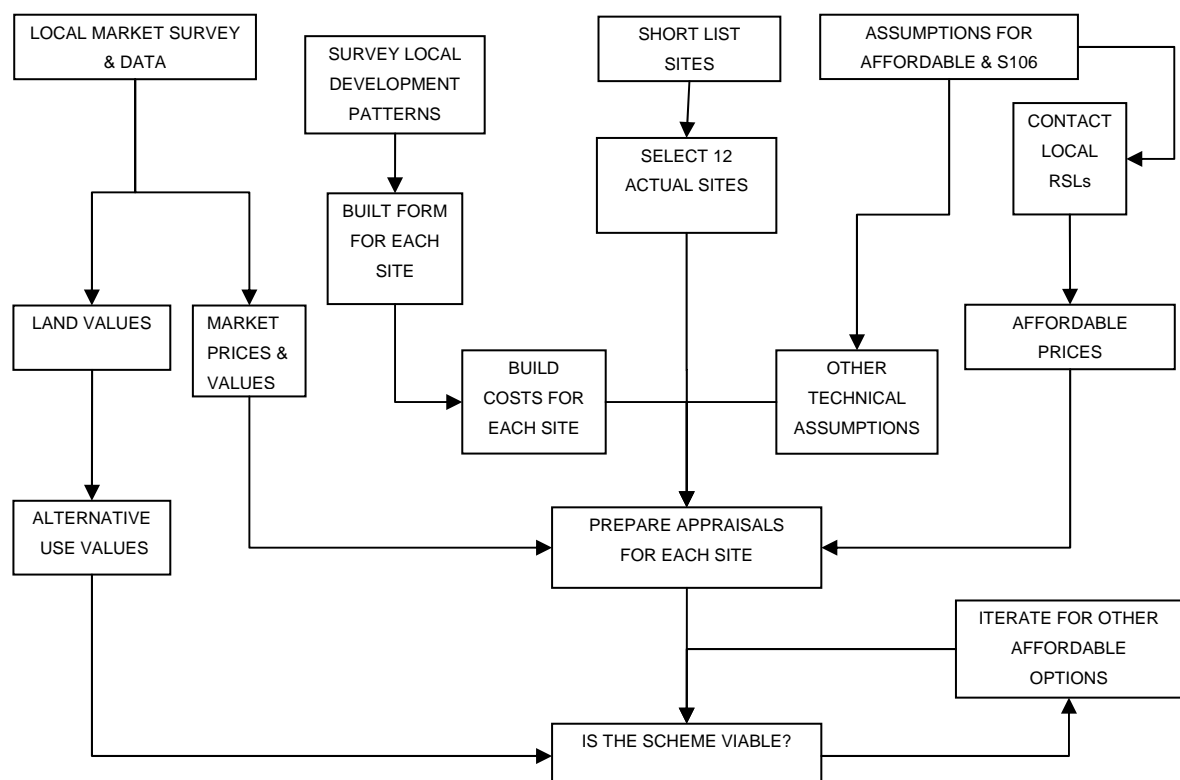 LOCAL MARKET SURVEY
& DATA
SURVEY LOCAL
DEVELOPMENT
PATTERNS
SHORT LIST
SITES
ASSUMPTIONS FOR
AFFORDABLE & S106
CONTACT
LOCAL
RSLs
SELECT 12
ACTUAL SITES
BUILT FORM
FOR EACH
SITE
LAND VALUES
MARKET
PRICES &
VALUES
BUILD
COSTS FOR
EACH SITE
OTHER
TECHNICAL
ASSUMPTIONS
AFFORDABLE
PRICES
ALTERNATIVE
USE VALUES
PREPARE APPRAISALS
FOR EACH SITE
ITERATE FOR OTHER
AFFORDABLE
OPTIONS
IS THE SCHEME VIABLE?